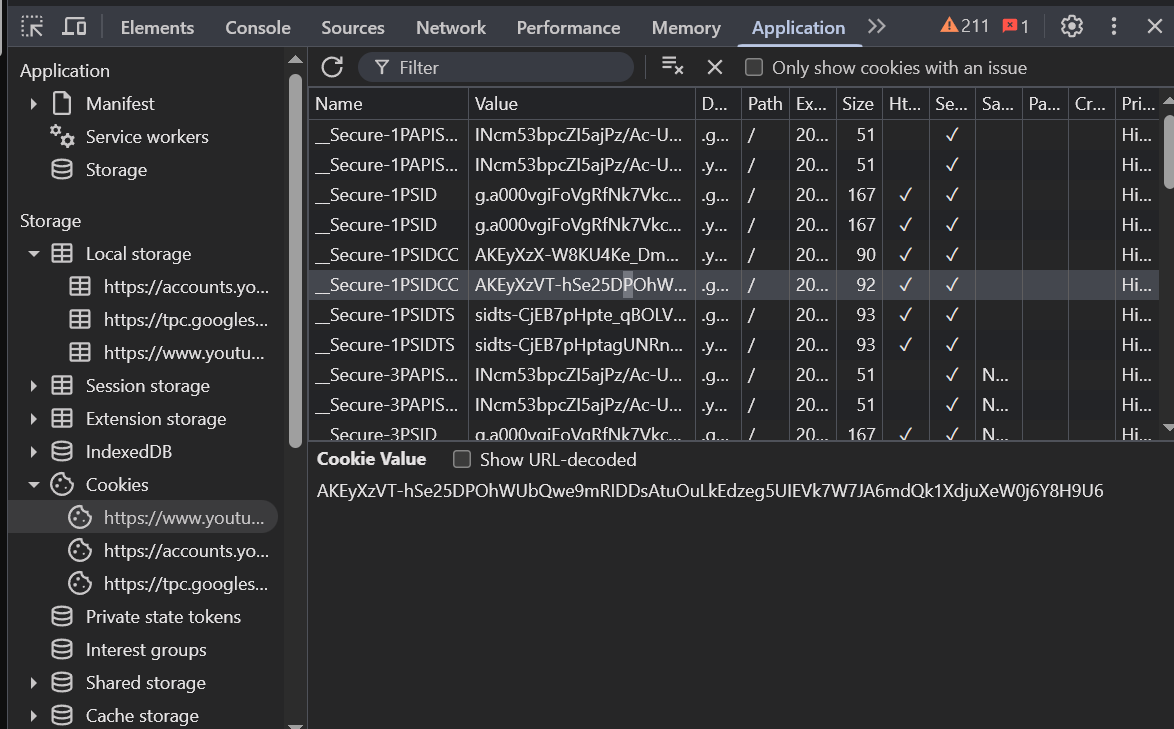 Elements Console Sources Network Performance Memory Application 211 1
Application
Manifest
Service workers
Storage
Storage
Local storage
https://accounts.yo...
https://tpc.googles...
https://www.youtu...
Session storage
Extension storage
IndexedDB
Cookies
https://www.youtu...
https://accounts.yo...
https://tpc.googles...
Private state tokens
Interest groups
Shared storage
Cache storage
Filter Only show cookies with an issue
Name Value D... Path Ex... Size Ht... Se... Sa... Pa... Cr... Pri...
__Secure-1PAPIS... INcm53bpcZI5ajPz/Ac-U... .g... / 20... 51 ✓ Hi...
__Secure-1PAPIS... INcm53bpcZI5ajPz/Ac-U... .y... / 20... 51 ✓ Hi...
__Secure-1PSID g.a000vgiFoVgRfNk7Vkc... .g... / 20... 167 ✓ ✓ Hi...
__Secure-1PSID g.a000vgiFoVgRfNk7Vkc... .y... / 20... 167 ✓ ✓ Hi...
__Secure-1PSIDCC AKEyXzX-W8KU4Ke_Dm... .y... / 20... 90 ✓ ✓ Hi...
__Secure-1PSIDCC AKEyXzVT-hSe25DPOhW... .g... / 20... 92 ✓ ✓ Hi...
__Secure-1PSIDTS sidts-CjEB7pHpte_qBOLV... .g... / 20... 93 ✓ ✓ Hi...
__Secure-1PSIDTS sidts-CjEB7pHptagUNRn... .y... / 20... 93 ✓ ✓ Hi...
__Secure-3PAPIS... INcm53bpcZI5ajPz/Ac-U... .g... / 20... 51 ✓ N... Hi...
__Secure-3PAPIS... INcm53bpcZI5ajPz/Ac-U... .y... / 20... 51 ✓ N... Hi...
__Secure-3PSID g.a000vgiFoVgRfNk7Vkc... .g... / 20... 167 ✓ ✓ N... Hi...
Cookie Value Show URL-decoded
AKEyXzVT-hSe25DPOhWUbQwe9mRIDDsAtuOuLkEdzeg5UIEVk7W7JA6mdQk1XdjuXeW0j6Y8H9U6